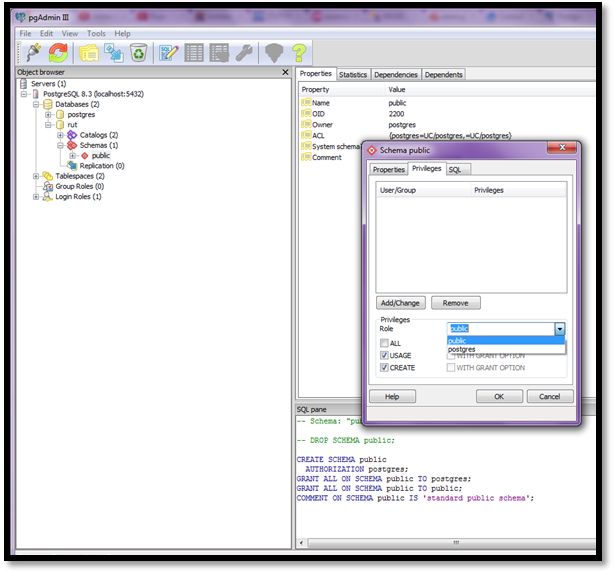 pgAdmin III
File Edit View Tools Help
Object browser
Servers (1)
PostgreSQL 8.3 (localhost:5432)
Databases (2)
postgres
rut
Catalogs (2)
Schemas (1)
public
Replication (0)
Tablespaces (2)
Group Roles (0)
Login Roles (1)
Properties Statistics Dependencies Dependents
Property Value
Name public
OID 2200
Owner postgres
ACL {postgres=UC/postgres,=UC/postgres}
System schema
Comment
Schema public
Properties Privileges SQL
User/Group Privileges
Add/Change Remove
Privileges
Role public
public
postgres
ALL
USAGE WITH GRANT OPTION
CREATE WITH GRANT OPTION
Help OK Cancel
SQL pane
-- Schema: "pu
-- DROP SCHEMA public;
CREATE SCHEMA public
AUTHORIZATION postgres;
GRANT ALL ON SCHEMA public TO postgres;
GRANT ALL ON SCHEMA public TO public;
COMMENT ON SCHEMA public IS 'standard public schema';